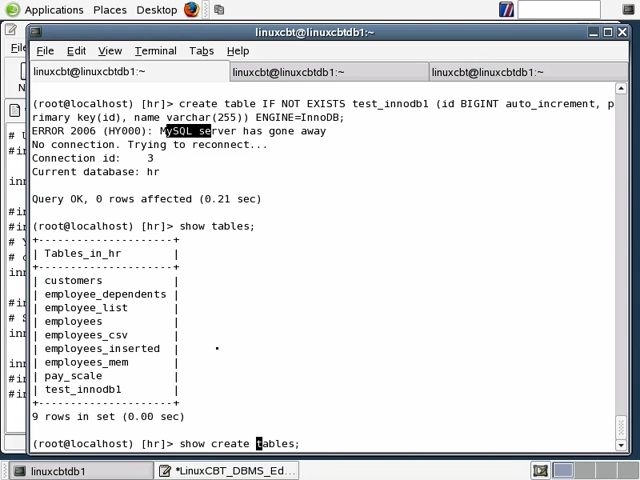 Applications Places Desktop
linuxcbt@linuxcbtdb1:~
File Edit View Terminal Tabs Help
linuxcbt@linuxcbtdb1:~ linuxcbt@linuxcbtdb1:~ linuxcbt@linuxcbtdb1:~
(root@localhost) [hr]> create table IF NOT EXISTS test_innodb1 (id BIGINT auto_increment, p
rimary key(id), name varchar(255)) ENGINE=InnoDB;
ERROR 2006 (HY000): MySQL server has gone away
No connection. Trying to reconnect...
Connection id:    3
Current database: hr
Query OK, 0 rows affected (0.21 sec)
(root@localhost) [hr]> show tables;
+---------------------+
| Tables_in_hr        |
+---------------------+
| customers           |
| employee_dependents |
| employee_list       |
| employees           |
| employees_csv       |
| employees_inserted  |
| employees_mem       |
| pay_scale           |
| test_innodb1        |
+---------------------+
9 rows in set (0.00 sec)
(root@localhost) [hr]> show create tables;
linuxcbtdb1 *LinuxCBT_DBMS_Ed...